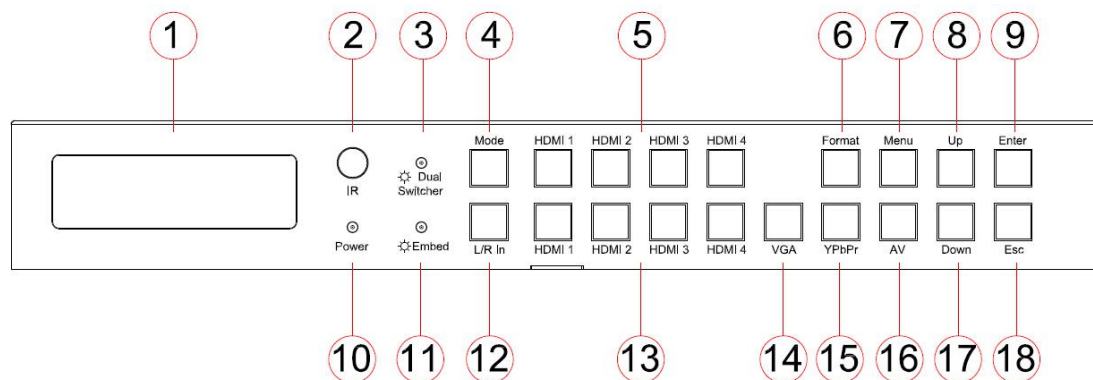 1 2 3 4 5 6 7 8 9
Mode HDMI 1 HDMI 2 HDMI 3 HDMI 4 Format Menu Up Enter
IR
Dual
Switcher
Power Embed L/R In HDMI 1 HDMI 2 HDMI 3 HDMI 4 VGA YPbPr AV Down Esc
10 11 12 13 14 15 16 17 18